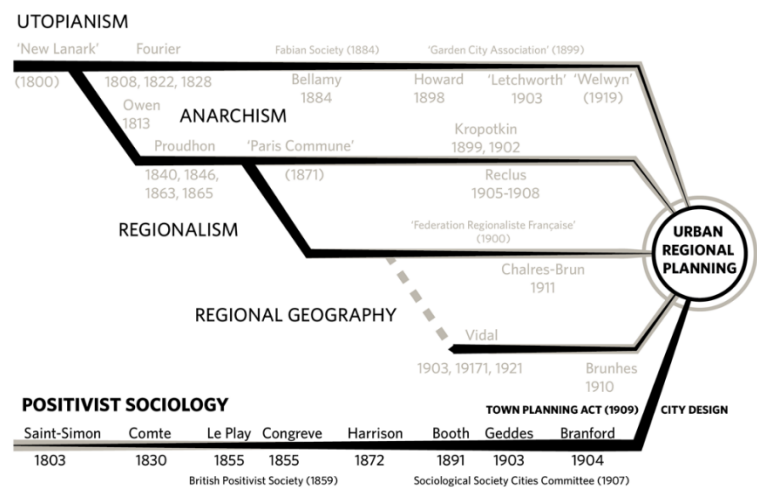 UTOPIANISM
'New Lanark' Fourier Fabian Society (1884) 'Garden City Association' (1899)
(1800) 1808, 1822, 1828 Bellamy Howard 'Letchworth' 'Welwyn'
1884 1898 1903 (1919)
Owen
1813
ANARCHISM
Kropotkin
1899, 1902
Proudhon 'Paris Commune'
1840, 1846, (1871) Reclus
1863, 1865 1905-1908
REGIONALISM
'Federation Regionaliste Française'
(1900)
URBAN
REGIONAL
PLANNING
Chalres-Brun
1911
REGIONAL GEOGRAPHY
Vidal
1903, 19171, 1921
Brunhes
1910
POSITIVIST SOCIOLOGY
TOWN PLANNING ACT (1909) CITY DESIGN
Saint-Simon Comte Le Play Congreve Harrison Booth Geddes Branford
1803 1830 1855 1855 1872 1891 1903 1904
British Positivist Society (1859) Sociological Society Cities Committee (1907)